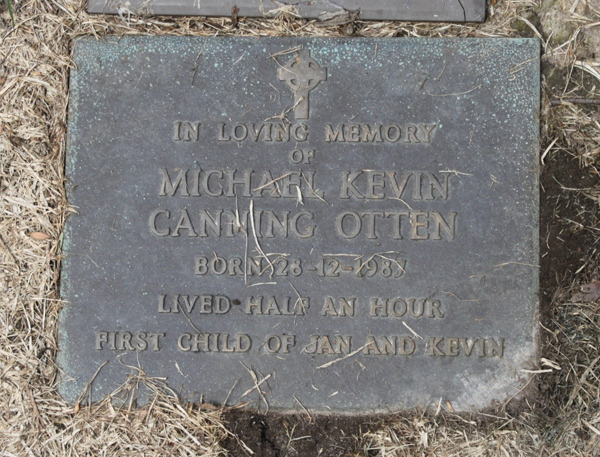 IN LOVING MEMORY
OF
MICHAEL KEVIN
CANNING OTTEN
BORN 28-12-1985
LIVED HALF AN HOUR
FIRST CHILD OF JAN AND KEVIN